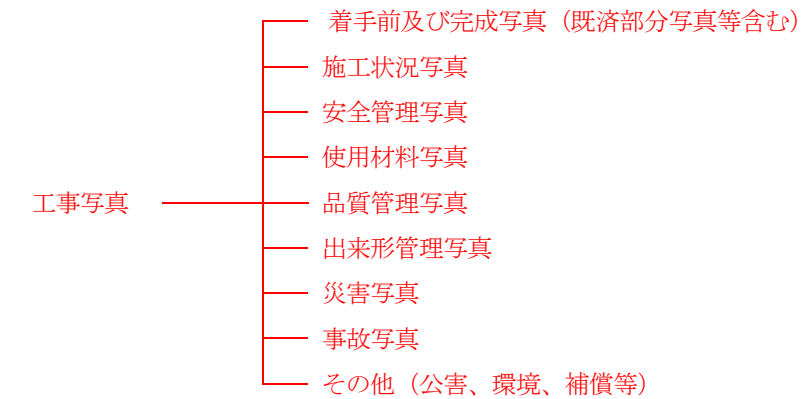 着手前及び完成写真（既済部分写真等含む）
施工状況写真
安全管理写真
使用材料写真
工事写真
品質管理写真
出来形管理写真
災害写真
事故写真
その他（公害、環境、補償等）